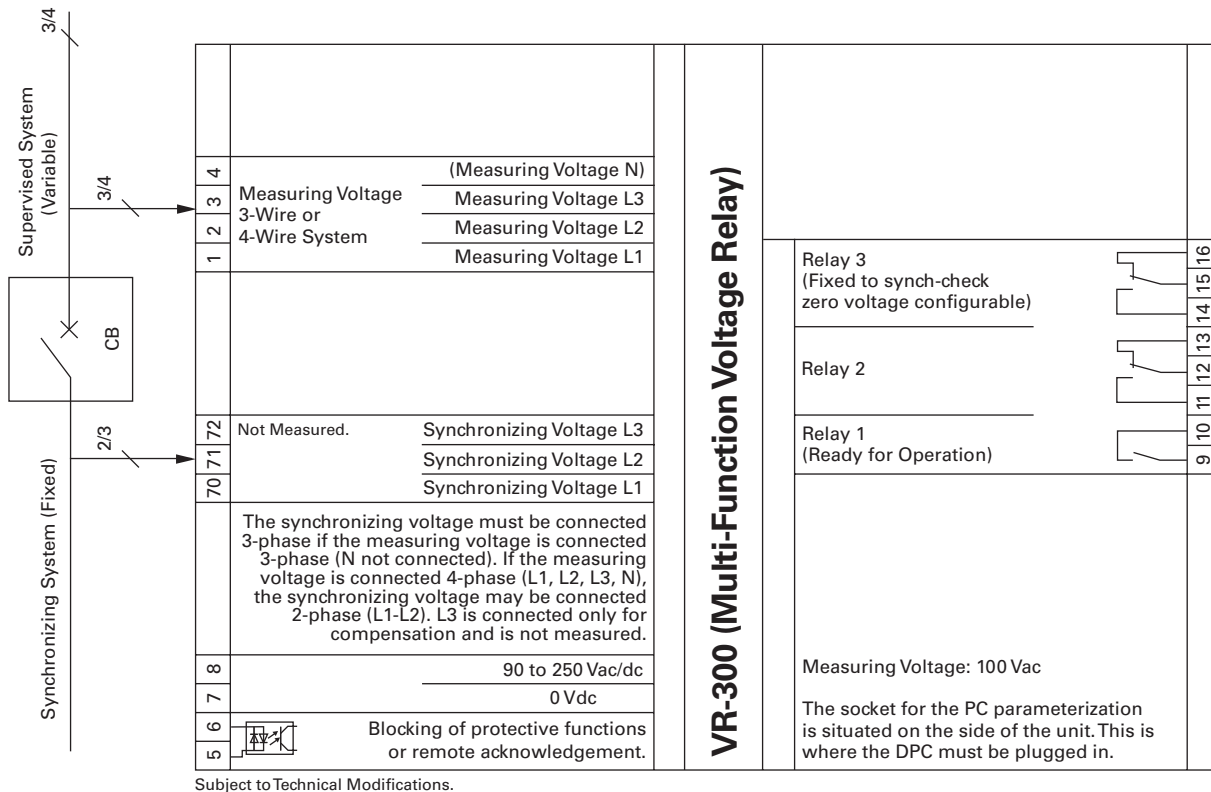 3/4
Supervised System
(Variable)
3/4
CB
2/3
Synchronizing System (Fixed)
4
(Measuring Voltage N)
3
Measuring Voltage L3
2
Measuring Voltage L2
1
Measuring Voltage L1
Measuring Voltage
3-Wire or
4-Wire System
72
Not Measured.
Synchronizing Voltage L3
71
Synchronizing Voltage L2
70
Synchronizing Voltage L1
The synchronizing voltage must be connected
3-phase if the measuring voltage is connected
3-phase (N not connected). If the measuring
voltage is connected 4-phase (L1, L2, L3, N),
the synchronizing voltage may be connected
2-phase (L1-L2). L3 is connected only for
compensation and is not measured.
8
90 to 250 Vac/dc
7
0 Vdc
6
5
Blocking of protective functions
or remote acknowledgement.
VR-300 (Multi-Function Voltage Relay)
Relay 3
(Fixed to synch-check
zero voltage configurable)
16
15
14
Relay 2
13
12
11
Relay 1
(Ready for Operation)
10
9
Measuring Voltage: 100 Vac
The socket for the PC parameterization
is situated on the side of the unit. This is
where the DPC must be plugged in.
Subject to Technical Modifications.